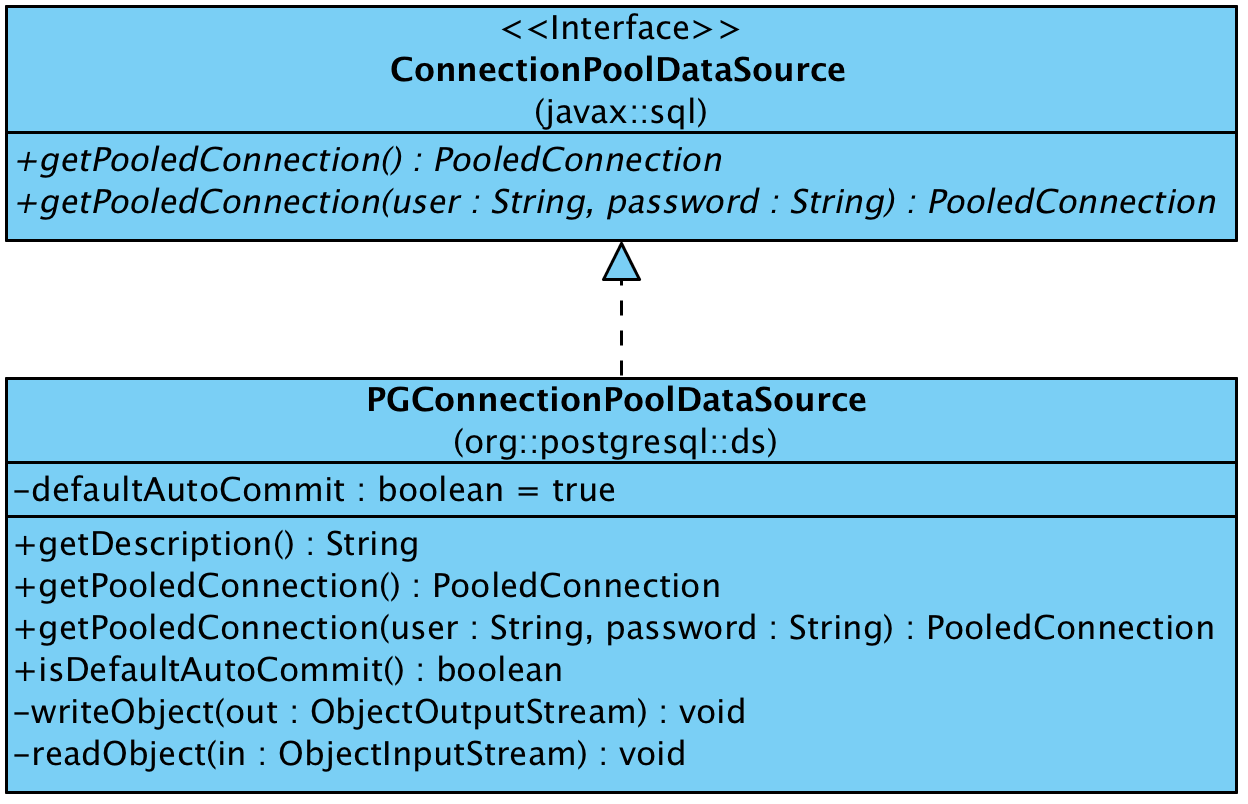 <<Interface>>
ConnectionPoolDataSource
(javax::sql)
+getPooledConnection() : PooledConnection
+getPooledConnection(user : String, password : String) : PooledConnection
PGConnectionPoolDataSource
(org::postgresql::ds)
-defaultAutoCommit : boolean = true
+getDescription() : String
+getPooledConnection() : PooledConnection
+getPooledConnection(user : String, password : String) : PooledConnection
+isDefaultAutoCommit() : boolean
-writeObject(out : ObjectOutputStream) : void
-readObject(in : ObjectInputStream) : void